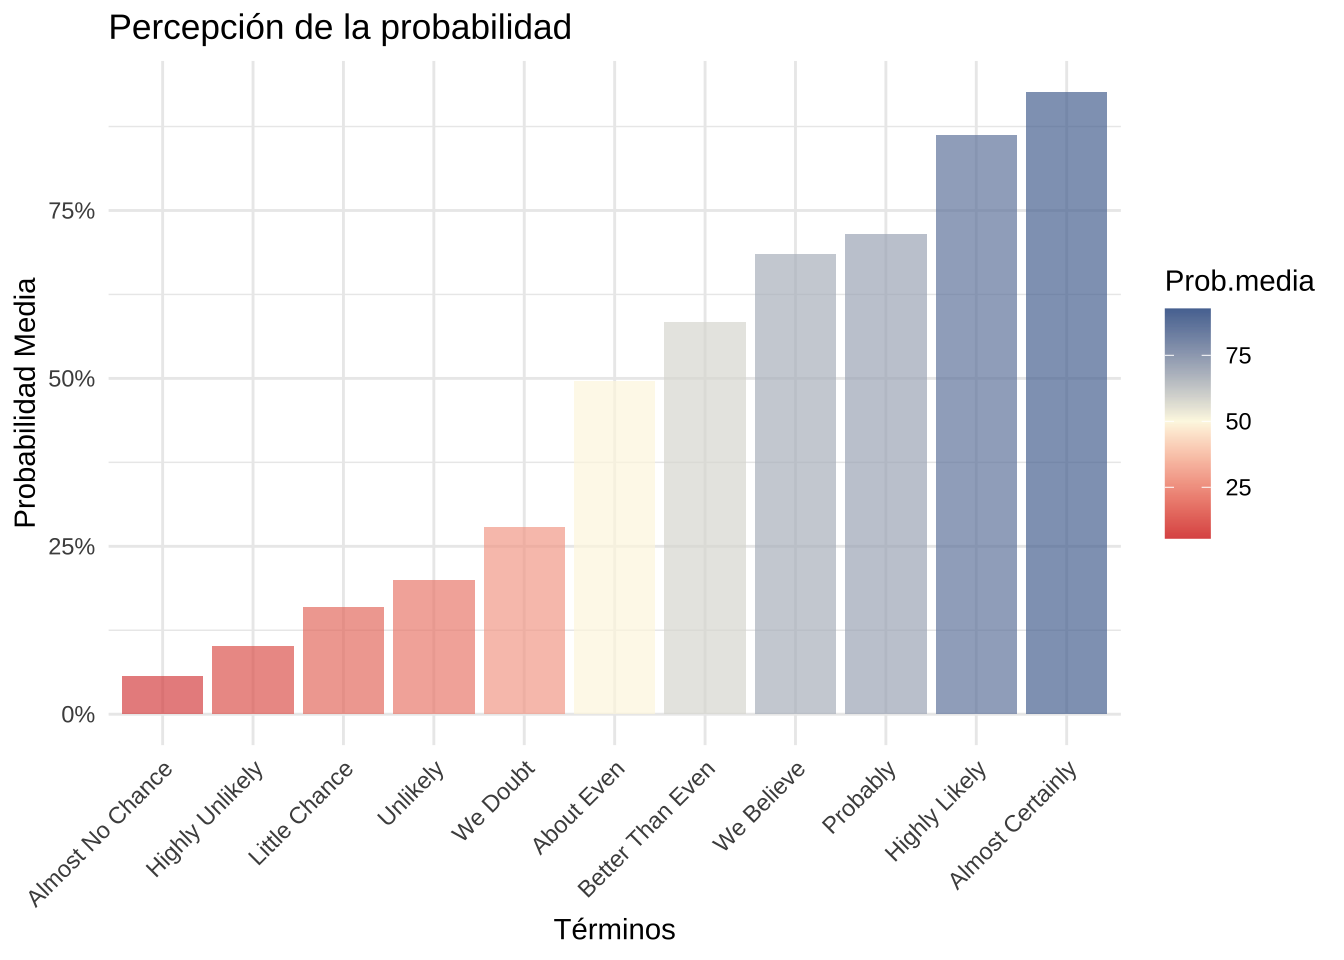 Percepción de la probabilidad
Probabilidad Media
75%
50%
25%
0%
Almost No Chance
Highly Unlikely
Little Chance
Unlikely
We Doubt
About Even
Better Than Even
We Believe
Probably
Highly Likely
Almost Certainly
Términos
Prob.media
75
50
25